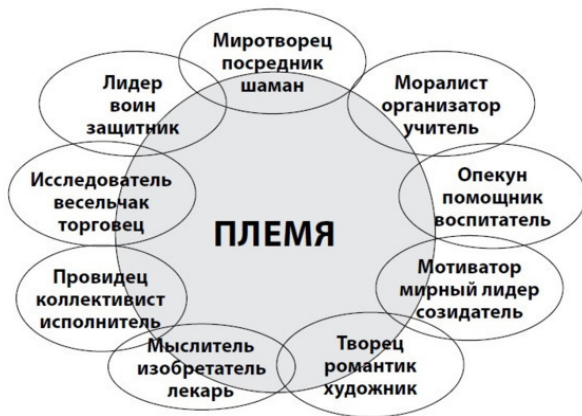 Миротворец
посредник
шаман
Лидер
воин
защитник
Моралист
организатор
учитель
Исследователь
весельчак
торговец
Опекун
помощник
воспитатель
ПЛЕМЯ
Провидец
коллективист
исполнитель
Мотиватор
мирный лидер
созидатель
Мыслитель
изобретатель
лекарь
Творец
романтик
художник